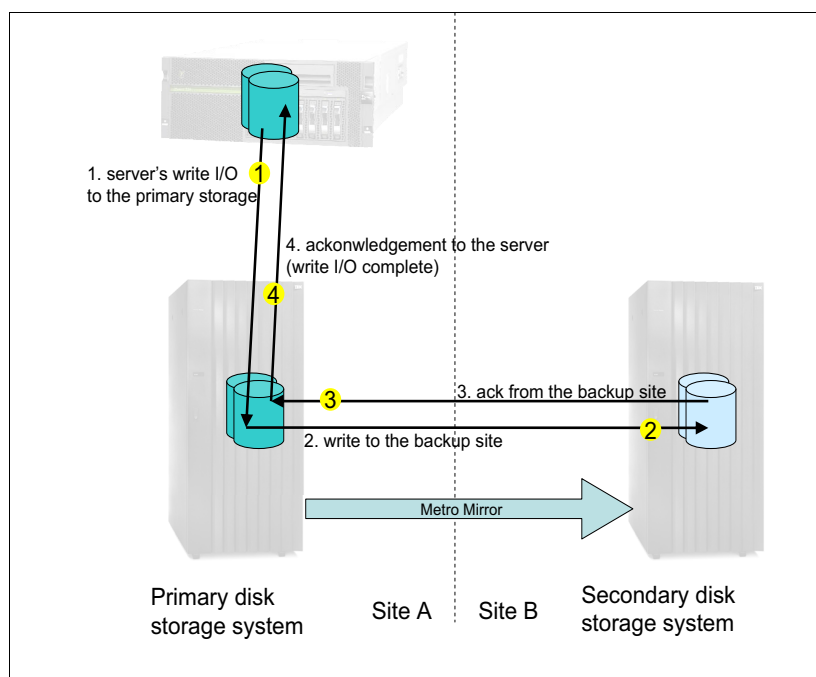 1. server's write I/O
to the primary storage
1
4. ackonwledgement to the server
(write I/O complete)
4
3. ack from the backup site
3
2. write to the backup site
2
Metro Mirror
Primary disk
storage system
Site A
Site B
Secondary disk
storage system